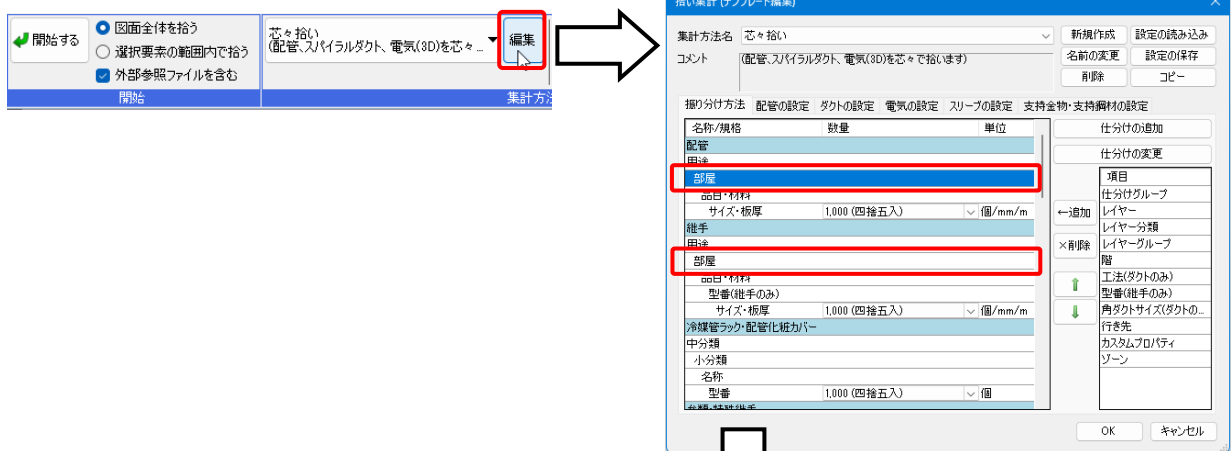 拾い集計 (テンプレート編集)
開始する
図面全体を拾う
選択要素の範囲内で拾う
外部参照ファイルを含む
開始
芯々拾い
(配管、スパイラルダクト、電気(3D)を芯々 ...
編集
集計方法
集計方法名 芯々拾い
コメント (配管、スパイラルダクト、電気(3D)を芯々で拾います)
新規作成 設定の読み込み
名前の変更 設定の保存
削除 コピー
振り分け方法 配管の設定 ダクトの設定 電気の設定 スリーブの設定 支持金物・支持鋼材の設定
名称/規格 数量 単位
配管
用途
部屋
品目・材料
サイズ・板厚 1,000 (四捨五入) 個/mm/m
継手
用途
部屋
品目・材料
型番(継手のみ)
サイズ・板厚 1,000 (四捨五入) 個/mm/m
冷媒管ラック・配管化粧カバー
中分類
小分類
名称
型番 1,000 (四捨五入) 個
←追加
×削除
仕分けの追加
仕分けの変更
項目
仕分けグループ
レイヤー
レイヤー分類
レイヤーグループ
階
工法(ダクトのみ)
型番(継手のみ)
角ダクトサイズ(ダクトの...
行き先
カスタムプロパティ
ゾーン
OK キャンセル